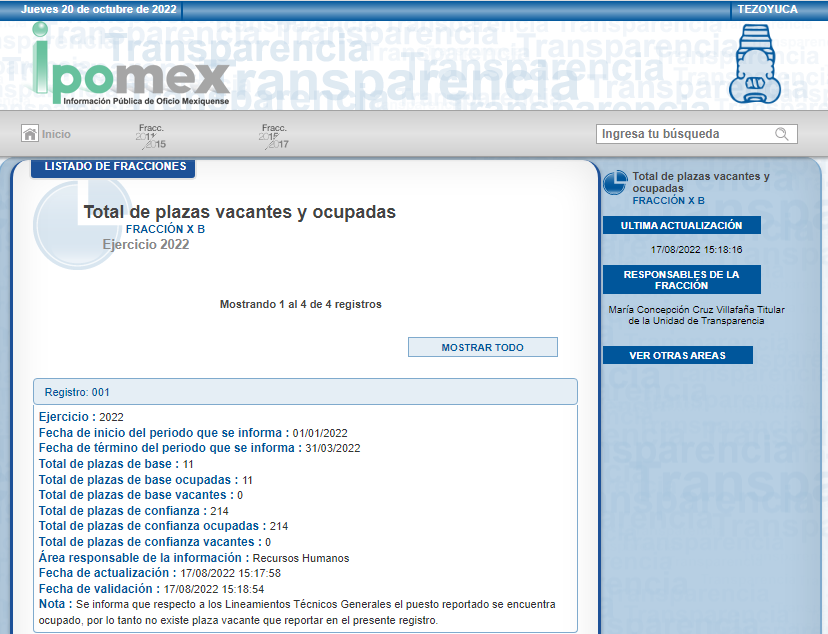 Jueves 20 de octubre de 2022
TEZOYUCA
ipomex
Información Pública de Oficio Mexiquense
Transparencia
Inicio
Fracc.
2011
/2015
Fracc.
2015
/2017
Ingresa tu búsqueda
LISTADO DE FRACCIONES
Total de plazas vacantes y ocupadas
FRACCIÓN X B
Ejercicio 2022
Mostrando 1 al 4 de 4 registros
MOSTRAR TODO
Registro: 001
Ejercicio : 2022
Fecha de inicio del periodo que se informa : 01/01/2022
Fecha de término del periodo que se informa : 31/03/2022
Total de plazas de base : 11
Total de plazas de base ocupadas : 11
Total de plazas de base vacantes : 0
Total de plazas de confianza : 214
Total de plazas de confianza ocupadas : 214
Total de plazas de confianza vacantes : 0
Área responsable de la información : Recursos Humanos
Fecha de actualización : 17/08/2022 15:17:58
Fecha de validación : 17/08/2022 15:18:54
Nota : Se informa que respecto a los Lineamientos Técnicos Generales el puesto reportado se encuentra
ocupado, por lo tanto no existe plaza vacante que reportar en el presente registro.
Total de plazas vacantes y
ocupadas
FRACCIÓN X B
ULTIMA ACTUALIZACIÓN
17/08/2022 15:18:16
RESPONSABLES DE LA
FRACCIÓN
María Concepción Cruz Villafaña Titular
de la Unidad de Transparencia
VER OTRAS AREAS